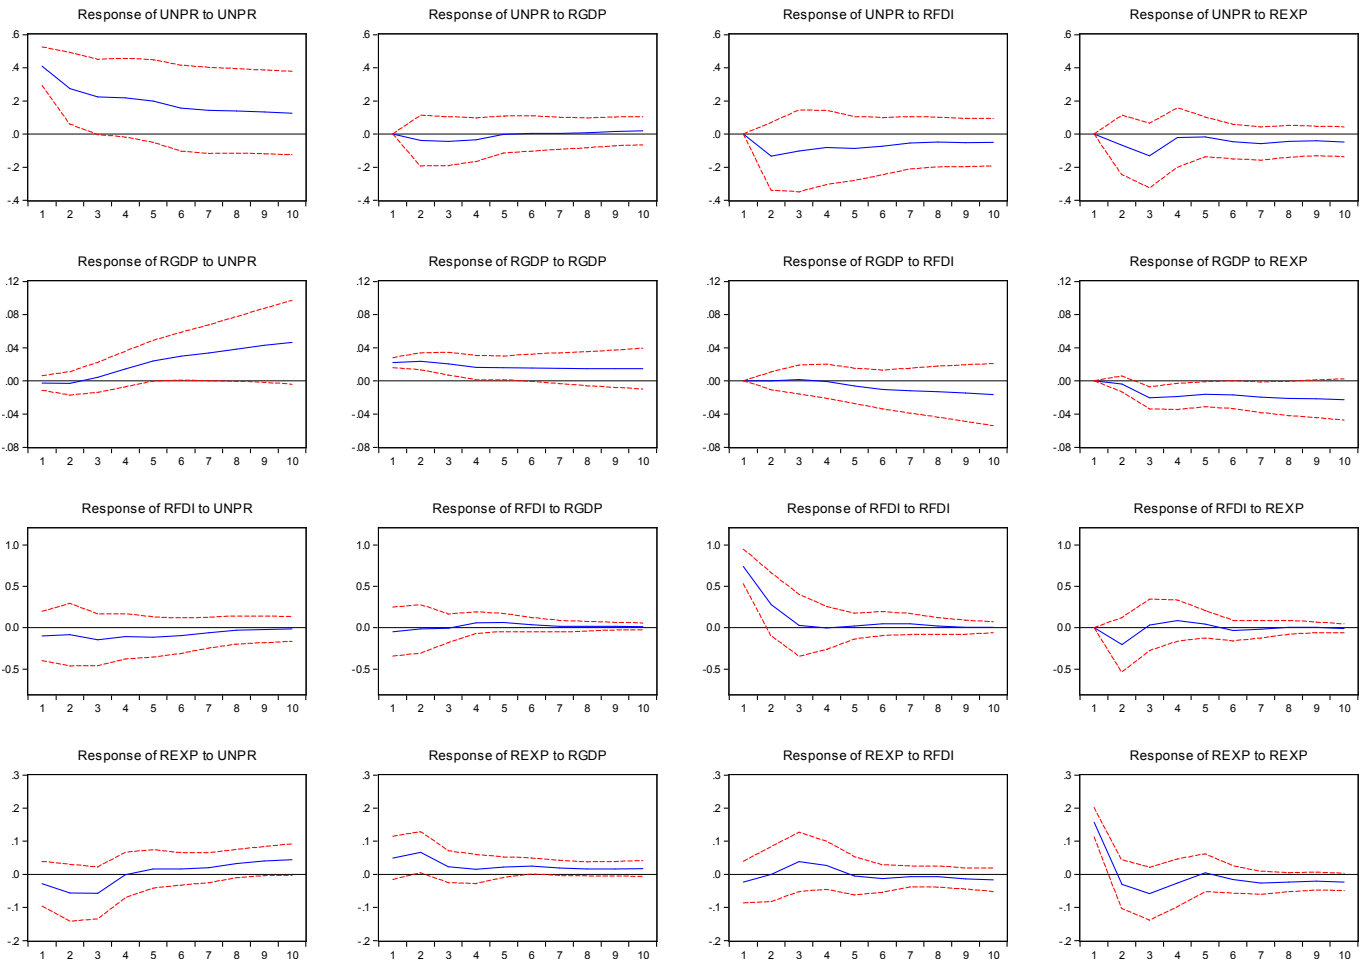 Response of UNPR to UNPR
.6
.4
.2
.0
-.2
-.4
1 2 3 4 5 6 7 8 9 10
Response of UNPR to RGDP
.6
.4
.2
.0
-.2
-.4
1 2 3 4 5 6 7 8 9 10
Response of UNPR to RFDI
.6
.4
.2
.0
-.2
-.4
1 2 3 4 5 6 7 8 9 10
Response of UNPR to REXP
.6
.4
.2
.0
-.2
-.4
1 2 3 4 5 6 7 8 9 10
Response of RGDP to UNPR
.12
.08
.04
.00
-.04
-.08
1 2 3 4 5 6 7 8 9 10
Response of RGDP to RGDP
.12
.08
.04
.00
-.04
-.08
1 2 3 4 5 6 7 8 9 10
Response of RGDP to RFDI
.12
.08
.04
.00
-.04
-.08
1 2 3 4 5 6 7 8 9 10
Response of RGDP to REXP
.12
.08
.04
.00
-.04
-.08
1 2 3 4 5 6 7 8 9 10
Response of RFDI to UNPR
1.0
0.5
0.0
-0.5
1 2 3 4 5 6 7 8 9 10
Response of RFDI to RGDP
1.0
0.5
0.0
-0.5
1 2 3 4 5 6 7 8 9 10
Response of RFDI to RFDI
1.0
0.5
0.0
-0.5
1 2 3 4 5 6 7 8 9 10
Response of RFDI to REXP
1.0
0.5
0.0
-0.5
1 2 3 4 5 6 7 8 9 10
Response of REXP to UNPR
.3
.2
.1
.0
-.1
-.2
1 2 3 4 5 6 7 8 9 10
Response of REXP to RGDP
.3
.2
.1
.0
-.1
-.2
1 2 3 4 5 6 7 8 9 10
Response of REXP to RFDI
.3
.2
.1
.0
-.1
-.2
1 2 3 4 5 6 7 8 9 10
Response of REXP to REXP
.3
.2
.1
.0
-.1
-.2
1 2 3 4 5 6 7 8 9 10